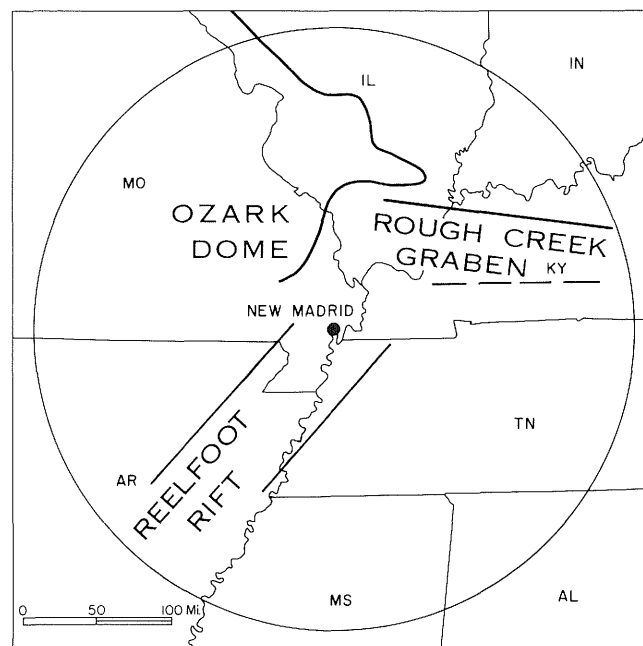 IL
IN
MO
OZARK
DOME
ROUGH CREEK
GRABEN KY
NEW MADRID
TN
AR
REELFOOT
RIFT
MS
AL
0 50 100 Mi.